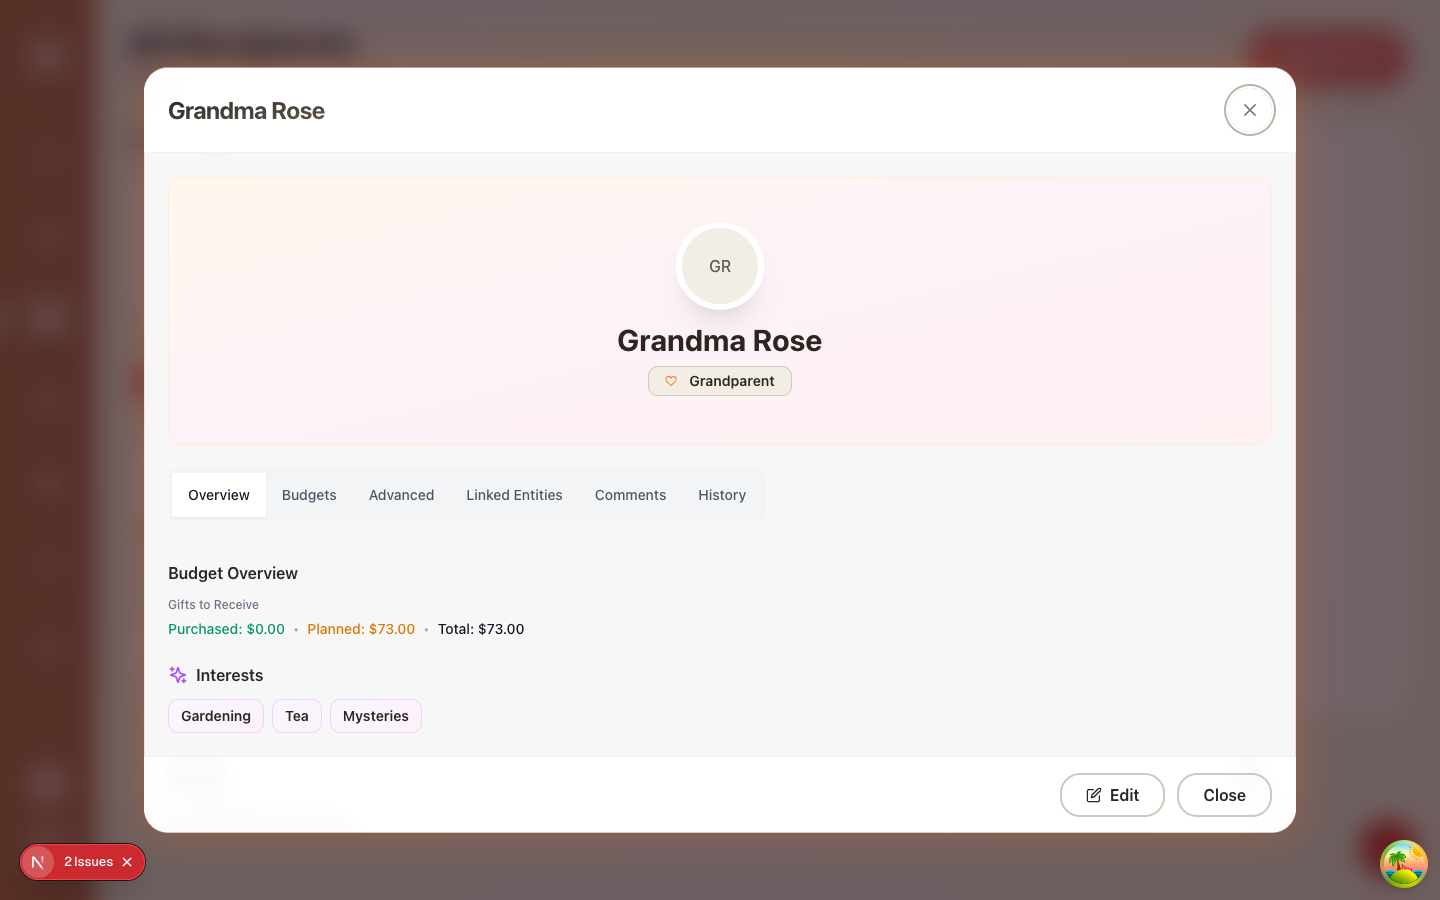 Grandma Rose
GR
Grandma Rose
Grandparent
Overview Budgets Advanced Linked Entities Comments History
Budget Overview
Gifts to Receive
Purchased: $0.00 • Planned: $73.00 • Total: $73.00
Interests
Gardening Tea Mysteries
Edit Close
N 2 Issues